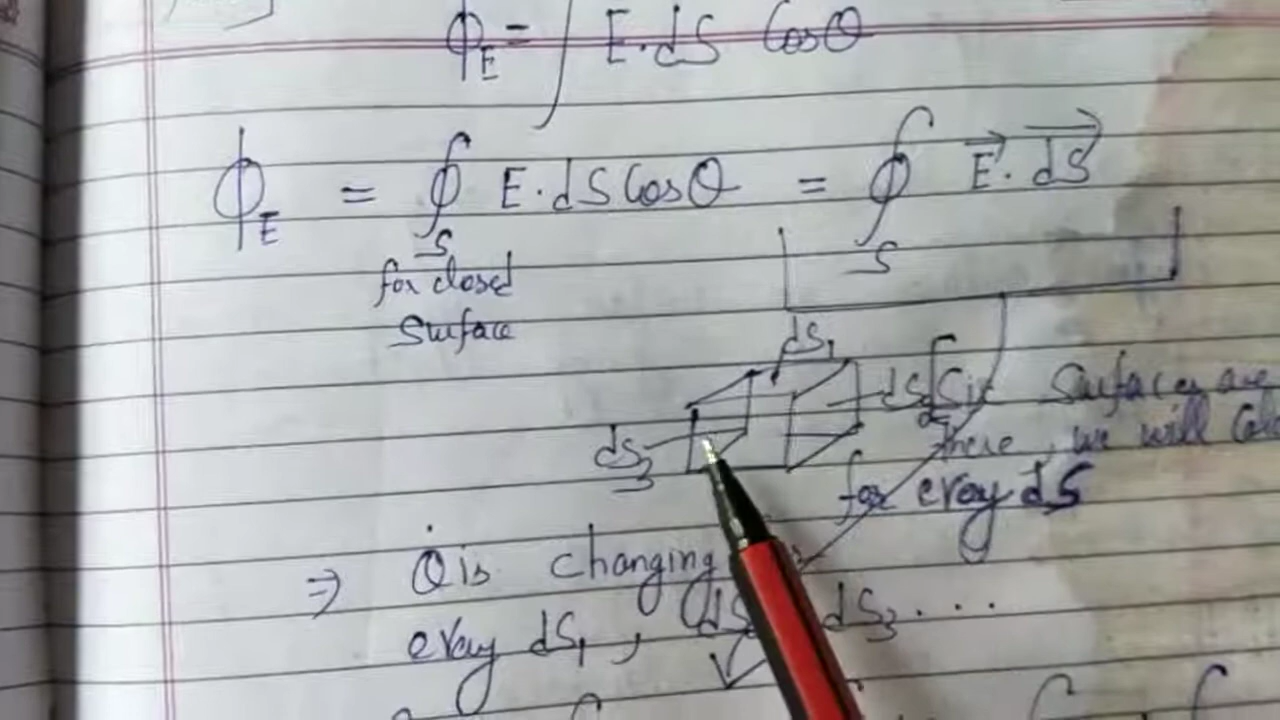 ϕE = ∫ E.dS Cosθ
ϕE = ∮S E.dS Cosθ = ∮S E⃗.dS⃗
for closed
Surface
dS1
dS2 Six Surfaces are
there, we will
dS3
for every dS
⇒ θ is changing
every dS1, dS2 dS3....